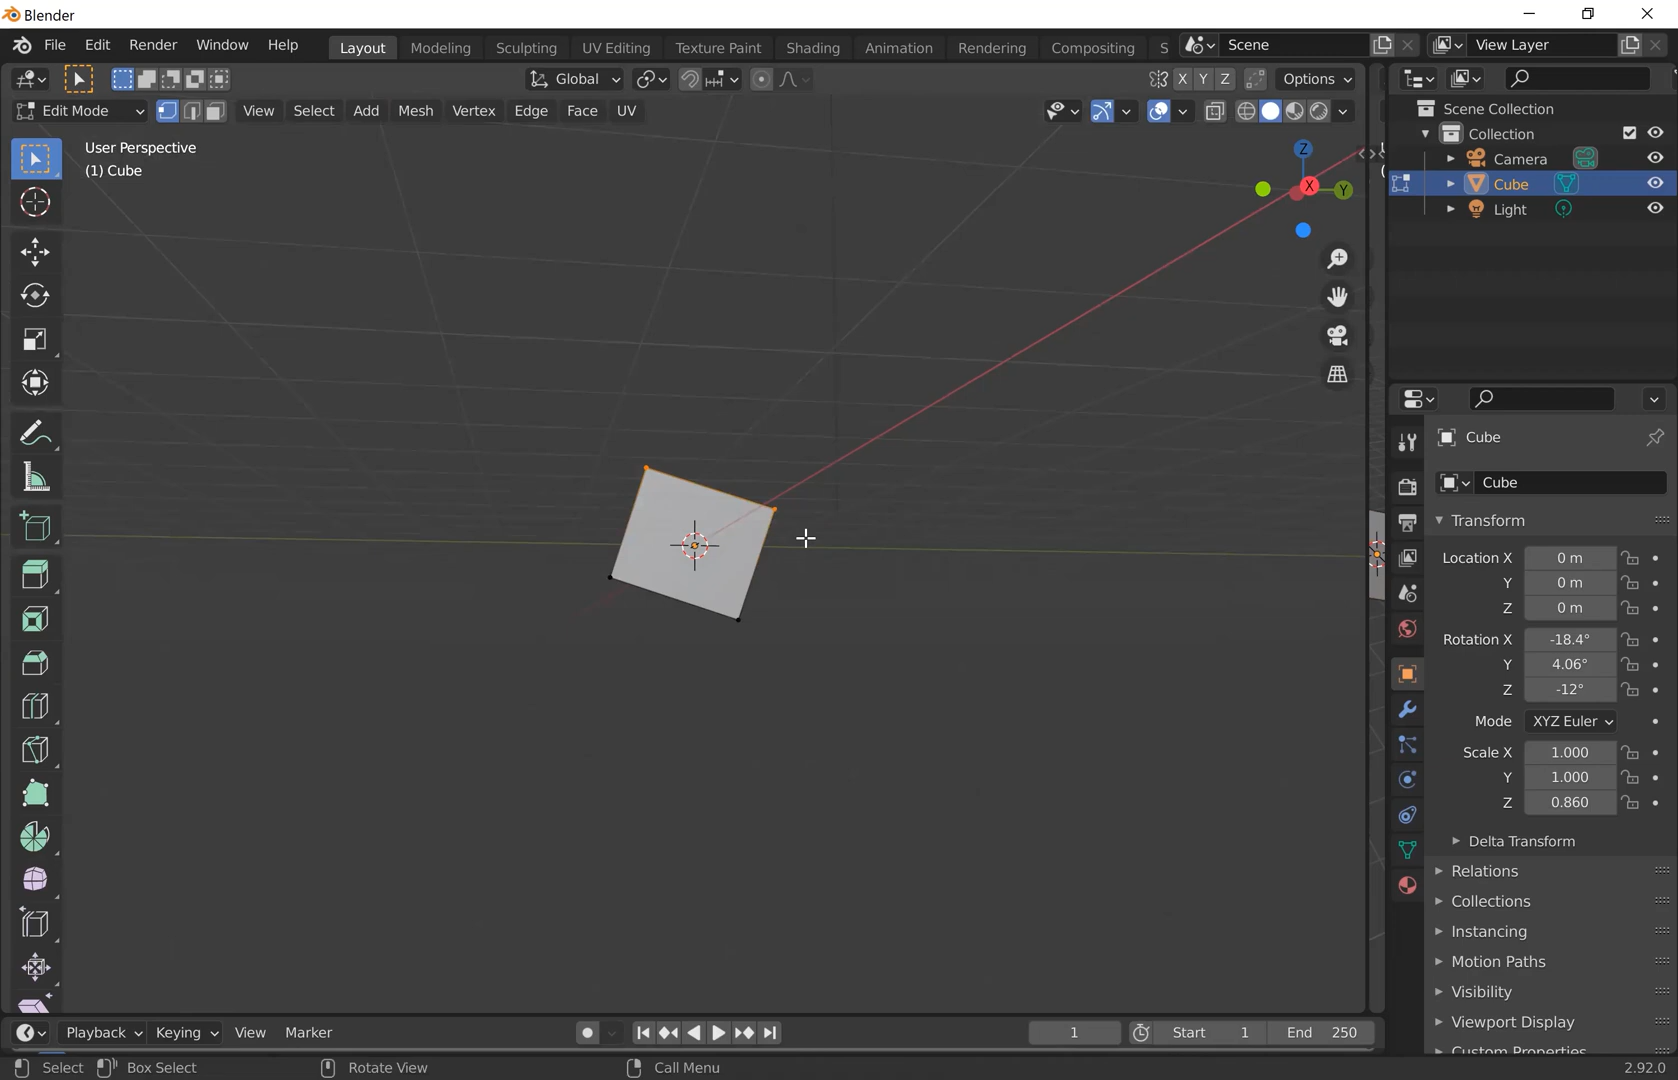 Blender
File Edit Render Window Help Layout Modeling Sculpting UV Editing Texture Paint Shading Animation Rendering Compositing S Scene View Layer
Global X Y Z Options
Edit Mode View Select Add Mesh Vertex Edge Face UV
User Perspective
(1) Cube
Z
X
Y
Scene Collection
Collection
Camera
Cube
Light
Cube
Cube
Transform
Location X 0 m
Y 0 m
Z 0 m
Rotation X -18.4°
Y 4.06°
Z -12°
Mode XYZ Euler
Scale X 1.000
Y 1.000
Z 0.860
Delta Transform
Relations
Collections
Instancing
Motion Paths
Visibility
Viewport Display
Custom Properties
Playback Keying View Marker 1 Start 1 End 250
Select Box Select Rotate View Call Menu 2.92.0